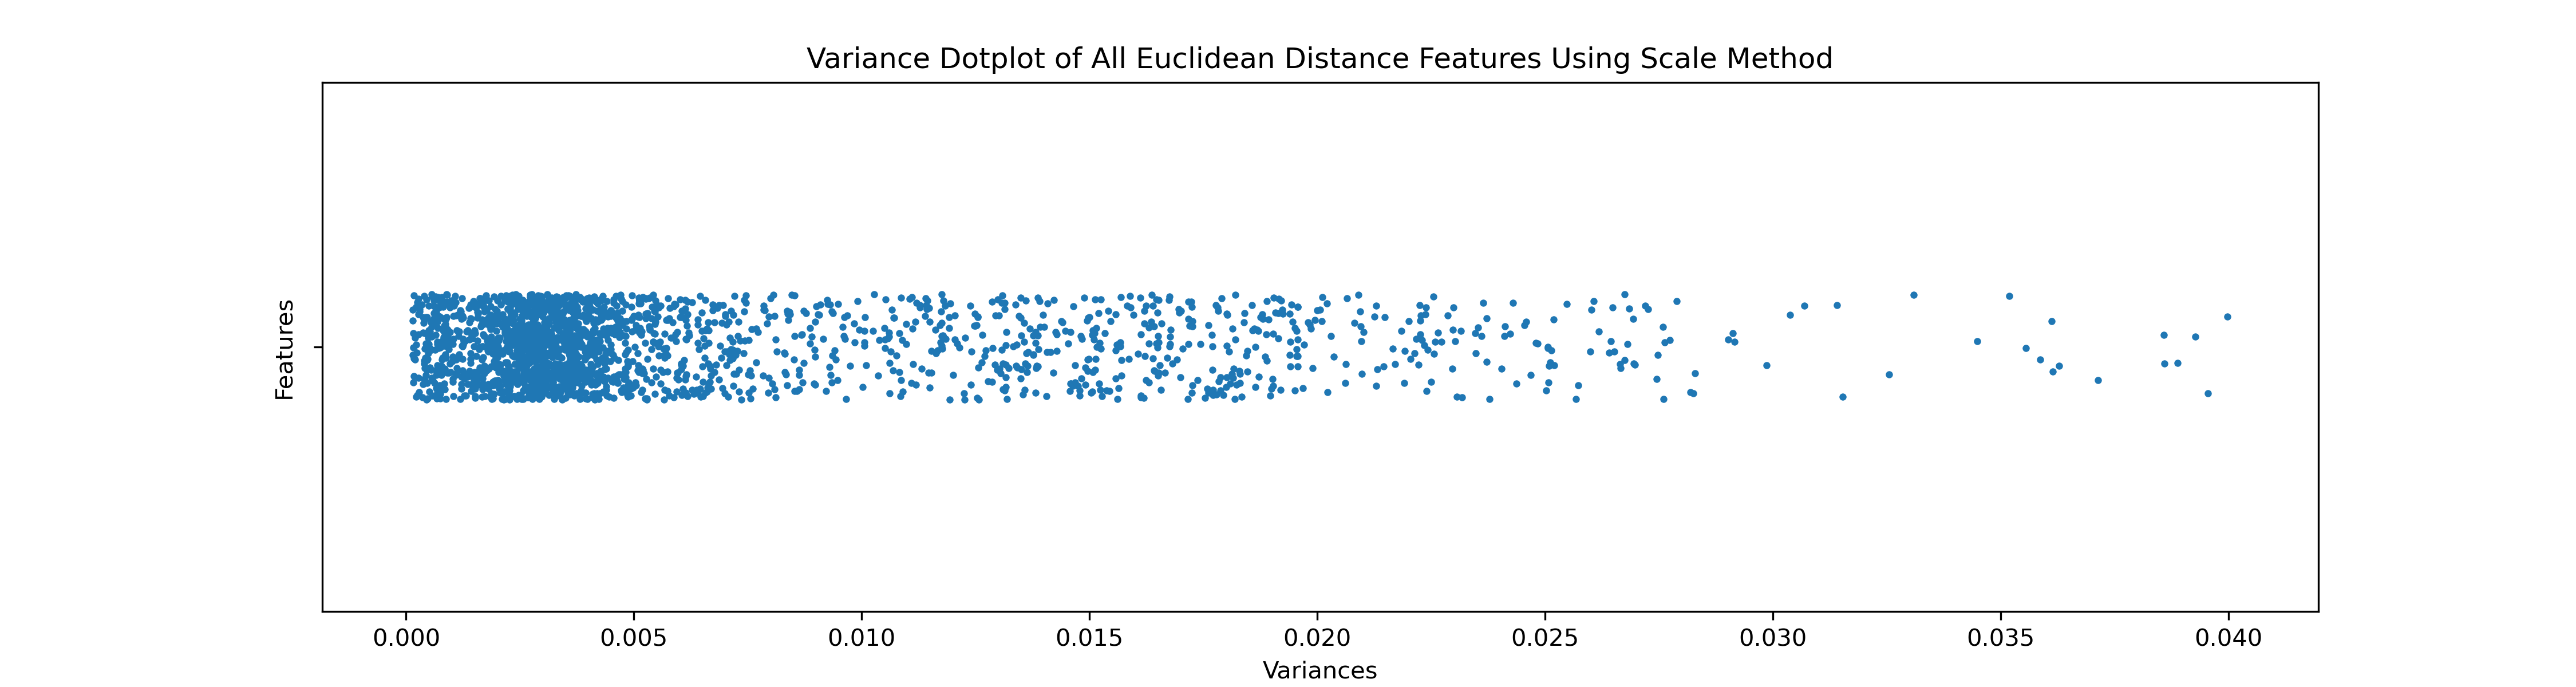 Variance Dotplot of All Euclidean Distance Features Using Scale Method
Features
0.000 0.005 0.010 0.015 0.020 0.025 0.030 0.035 0.040
Variances